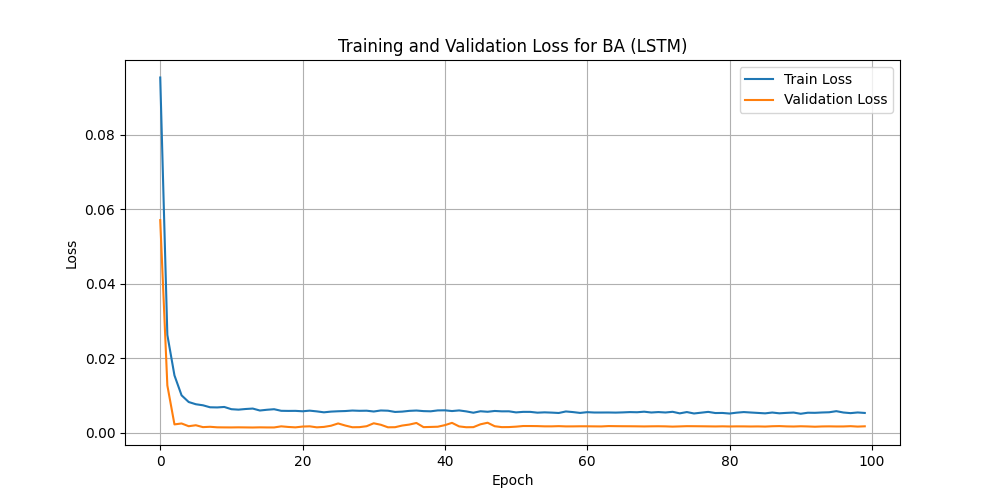 Training and Validation Loss for BA (LSTM)
Train Loss
Validation Loss
Loss
0.08
0.06
0.04
0.02
0.00
0 20 40 60 80 100
Epoch